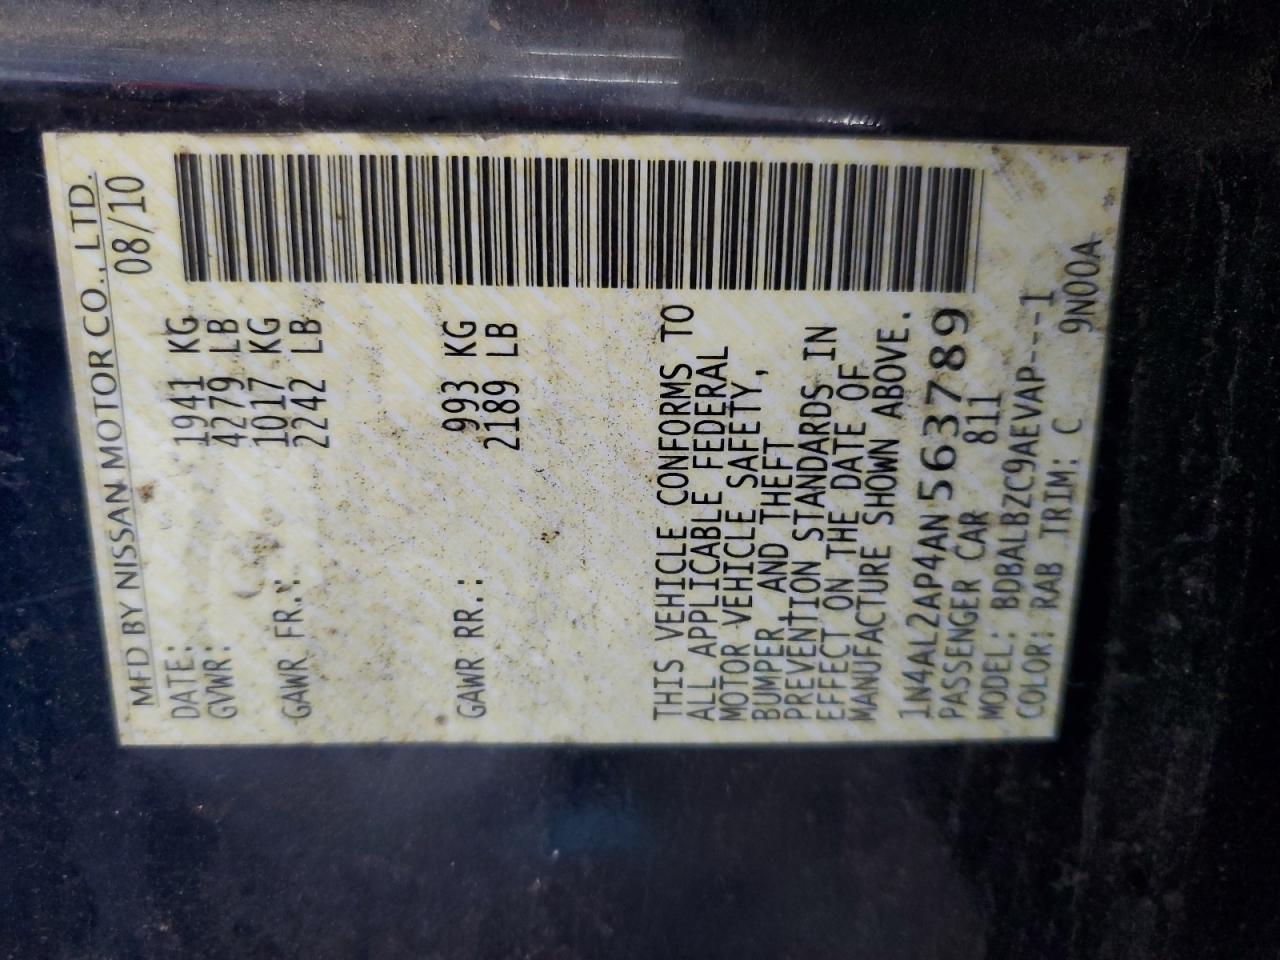 MFD BY NISSAN MOTOR CO., LTD.
DATE: 08/10
GVWR: 1941 KG
4279 LB
GAWR FR.: 1017 KG
2242 LB
GAWR RR.: 993 KG
2189 LB
THIS VEHICLE CONFORMS TO
ALL APPLICABLE FEDERAL
MOTOR VEHICLE SAFETY,
BUMPER, AND THEFT
PREVENTION STANDARDS IN
EFFECT ON THE DATE OF
MANUFACTURE SHOWN ABOVE.
1N4AL2AP4AN563789
PASSENGER CAR 811
MODEL: BDBALBZC9AEVAP----1
COLOR: RAB TRIM: C 9N00A